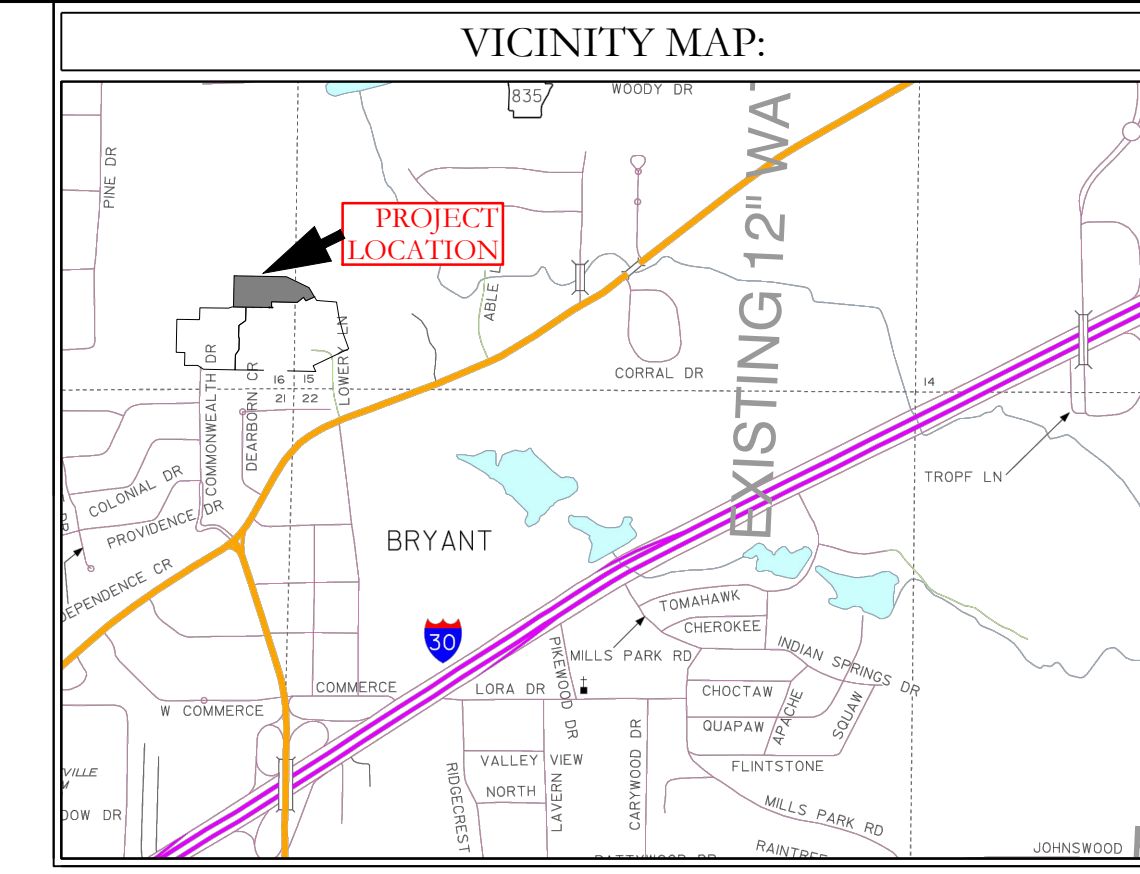 VICINITY MAP:
835
WOODY DR
PINE DR
PROJECT
LOCATION
ABLE L
EXISTING 12" WAT
LOWERY LN
COMMONWEALTH DR
DEARBORN CR
CORRAL DR
16 15
21 22
14
TROPF LN
COLONIAL DR
PROVIDENCE DR
DEPENDENCE CR
BRYANT
30
TOMAHAWK
CHEROKEE
MILLS PARK RD
PIKEWOOD DR
INDIAN SPRINGS DR
COMMERCE
LORA DR
W COMMERCE
CHOCTAW
APACHE
SQUAW
QUAPAW
CARYWOOD DR
VALLEY VIEW
FLINTSTONE
RIDGECREST
NORTH
LAVERN
VILLE
M
DOW DR
MILLS PARK RD
RAINTREE
JOHNSWOOD